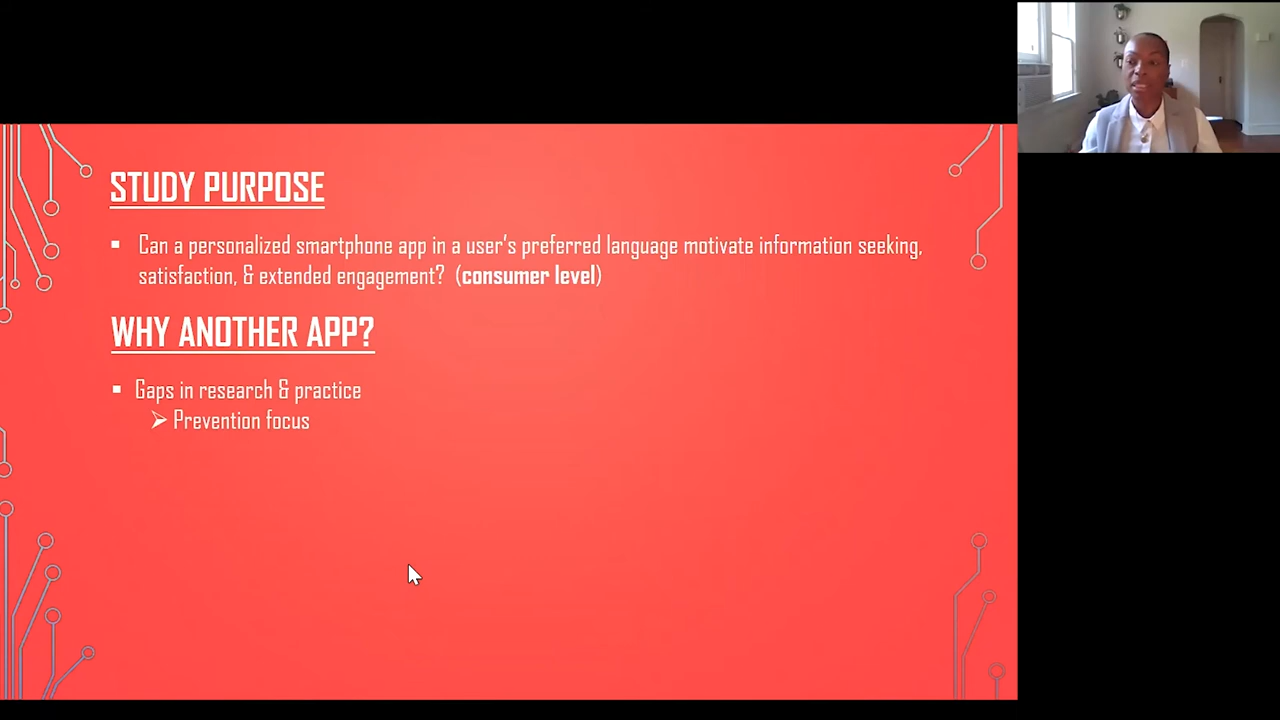 STUDY PURPOSE
▪ Can a personalized smartphone app in a user's preferred language motivate information seeking,
satisfaction, & extended engagement? (consumer level)
WHY ANOTHER APP?
▪ Gaps in research & practice
➢ Prevention focus